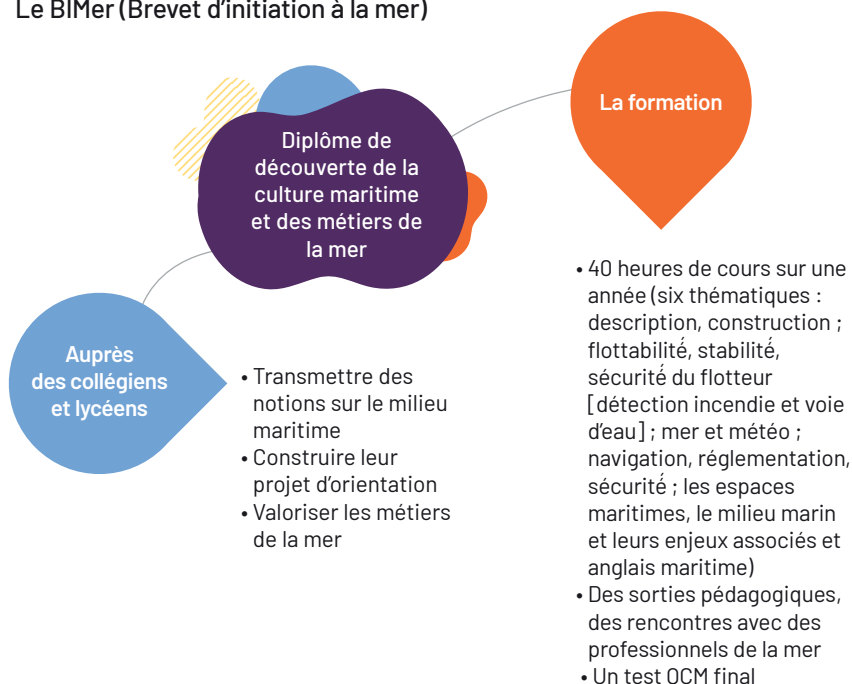 Le BIMer (Brevet d'initiation à la mer)
Diplôme de
découverte de la
culture maritime
et des métiers de
la mer
Auprès
des collégiens
et lycéens
• Transmettre des
notions sur le milieu
maritime
• Construire leur
projet d'orientation
• Valoriser les métiers
de la mer
La formation
• 40 heures de cours sur une
année (six thématiques :
description, construction ;
flottabilité, stabilité,
sécurité du flotteur
[détection incendie et voie
d'eau] ; mer et météo ;
navigation, réglementation,
sécurité ; les espaces
maritimes, le milieu marin
et leurs enjeux associés et
anglais maritime)
• Des sorties pédagogiques,
des rencontres avec des
professionnels de la mer
• Un test QCM final